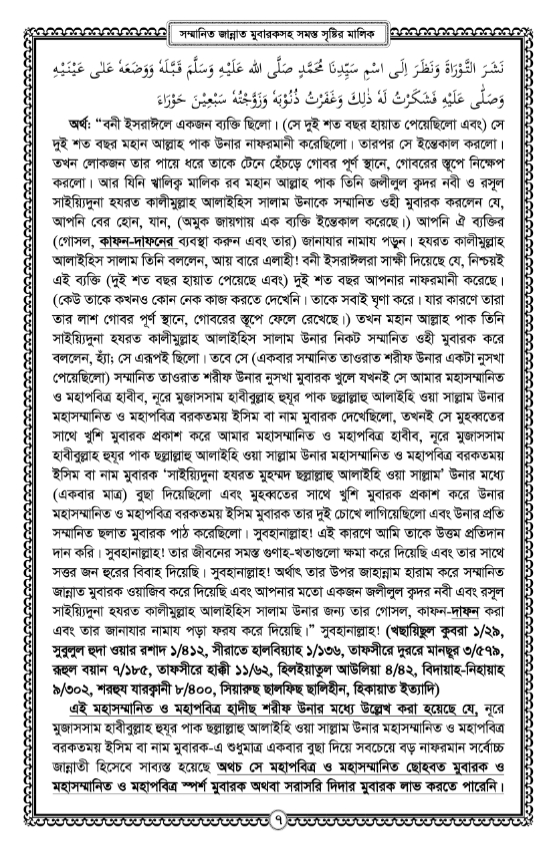 সম্মানিত জান্নাত মুবারকসহ সমস্ত সৃষ্টির মালিক
نَشَرَ التَّوْرَاةَ وَنَظَرَ اِلَى اسْمِ سَيِّدِنَا مُحَمَّدٍ صَلَّى الله عَلَيْهِ وَسَلَّمَ قَبَّلَهٗ وَوَضَعَهٗ عَلٰى عَيْنَيْهِ
وَصَلّٰى عَلَيْهِ فَشَكَرْتُ لَهٗ ذٰلِكَ وَغَفَرْتُ ذُنُوْبَهٗ وَزَوَّجْتُهٗ سَبْعِيْنَ حَوْرَاءَ
অর্থ: “বনী ইসরাঈলে একজন ব্যক্তি ছিলো। (সে দুই শত বছর হায়াত পেয়েছিলো এবং) সে
দুই শত বছর মহান আল্লাহ পাক উনার নাফরমানী করেছিলো। তারপর সে ইন্তেকাল করলো।
তখন লোকজন তার পায়ে ধরে তাকে টেনে হেঁচড়ে গোবর পূর্ণ স্থানে, গোবরের স্তূপে নিক্ষেপ
করলো। আর যিনি খ্বালিক্ব মালিক রব মহান আল্লাহ পাক তিনি জলীলুল ক্বদর নবী ও রসূল
সাইয়্যিদুনা হযরত কালীমুল্লাহ আলাইহিস সালাম উনাকে সম্মানিত ওহী মুবারক করলেন যে,
আপনি বের হোন, যান, (অমুক জায়গায় এক ব্যক্তি ইন্তেকাল করেছে।) আপনি ঐ ব্যক্তির
(গোসল, কাফন-দাফনের ব্যবস্থা করুন এবং তার) জানাযার নামায পড়ুন। হযরত কালীমুল্লাহ
আলাইহিস সালাম তিনি বললেন, আয় বারে এলাহী! বনী ইসরাঈলরা সাক্ষী দিয়েছে যে, নিশ্চয়ই
এই ব্যক্তি (দুই শত বছর হায়াত পেয়েছে এবং) দুই শত বছর আপনার নাফরমানী করেছে।
(কেউ তাকে কখনও কোন নেক কাজ করতে দেখেনি। তাকে সবাই ঘৃণা করে। যার কারণে তারা
তার লাশ গোবর পূর্ণ স্থানে, গোবরের স্তূপে ফেলে রেখেছে।) তখন মহান আল্লাহ পাক তিনি
সাইয়্যিদুনা হযরত কালীমুল্লাহ আলাইহিস সালাম উনার নিকট সম্মানিত ওহী মুবারক করে
বললেন, হ্যাঁ; সে এরূপই ছিলো। তবে সে (একবার সম্মানিত তাওরাত শরীফ উনার একটা নুসখা
পেয়েছিলো) সম্মানিত তাওরাত শরীফ উনার নুসখা মুবারক খুলে যখনই সে আমার মহাসম্মানিত
ও মহাপবিত্র হাবীব, নূরে মুজাসসাম হাবীবুল্লাহ হুযূর পাক ছল্লাল্লাহু আলাইহি ওয়া সাল্লাম উনার
মহাসম্মানিত ও মহাপবিত্র বরকতময় ইসিম বা নাম মুবারক দেখেছিলো, তখনই সে মুহব্বতের
সাথে খুশি মুবারক প্রকাশ করে আমার মহাসম্মানিত ও মহাপবিত্র হাবীব, নূরে মুজাসসাম
হাবীবুল্লাহ হুযূর পাক ছল্লাল্লাহু আলাইহি ওয়া সাল্লাম উনার মহাসম্মানিত ও মহাপবিত্র বরকতময়
ইসিম বা নাম মুবারক ‘সাইয়্যিদুনা হযরত মুহম্মদ ছল্লাল্লাহু আলাইহি ওয়া সাল্লাম’ উনার মধ্যে
(একবার মাত্র) বুছা দিয়েছিলো এবং মুহব্বতের সাথে খুশি মুবারক প্রকাশ করে উনার
মহাসম্মানিত ও মহাপবিত্র বরকতময় ইসিম মুবারক তার দুই চোখে লাগিয়েছিলো এবং উনার প্রতি
সম্মানিত ছলাত মুবারক পাঠ করেছিলো। সুবহানাল্লাহ! এই কারণে আমি তাকে উত্তম প্রতিদান
দান করি। সুবহানাল্লাহ! তার জীবনের সমস্ত গুণাহ-খতাগুলো ক্ষমা করে দিয়েছি এবং তার সাথে
সত্তর জন হুরের বিবাহ দিয়েছি। সুবহানাল্লাহ! অর্থাৎ তার উপর জাহান্নাম হারাম করে সম্মানিত
জান্নাত মুবারক ওয়াজিব করে দিয়েছি এবং আপনার মতো একজন জলীলুল ক্বদর নবী এবং রসূল
সাইয়্যিদুনা হযরত কালীমুল্লাহ আলাইহিস সালাম উনার জন্য তার গোসল, কাফন-দাফন করা
এবং তার জানাযার নামায পড়া ফরয করে দিয়েছি।” সুবহানাল্লাহ! (খছায়িছুল কুবরা ১/২৯,
সুবুলুল হুদা ওয়ার রশাদ ১/৪১২, সীরাতে হালবিয়্যাহ ১/১৩৬, তাফসীরে দুররে মানছূর ৩/৫৭৯,
রূহুল বয়ান ৭/১৮৫, তাফসীরে হাক্কী ১১/৬২, হিলইয়াতুল আউলিয়া ৪/৪২, বিদায়াহ-নিহায়াহ
৯/৩০২, শরহুয যারক্বানী ৮/৪০০, সিয়ারুছ ছালফিছ ছালিহীন, হিকায়াত ইত্যাদি)
এই মহাসম্মানিত ও মহাপবিত্র হাদীছ শরীফ উনার মধ্যে উল্লেখ করা হয়েছে যে, নূরে
মুজাসসাম হাবীবুল্লাহ হুযূর পাক ছল্লাল্লাহু আলাইহি ওয়া সাল্লাম উনার মহাসম্মানিত ও মহাপবিত্র
বরকতময় ইসিম বা নাম মুবারক-এ শুধুমাত্র একবার বুছা দিয়ে সবচেয়ে বড় নাফরমান সর্বোচ্চ
জান্নাতী হিসেবে সাব্যস্ত হয়েছে অথচ সে মহাপবিত্র ও মহাসম্মানিত ছোহবত মুবারক ও
মহাসম্মানিত ও মহাপবিত্র স্পর্শ মুবারক অথবা সরাসরি দিদার মুবারক লাভ করতে পারেনি।
৭